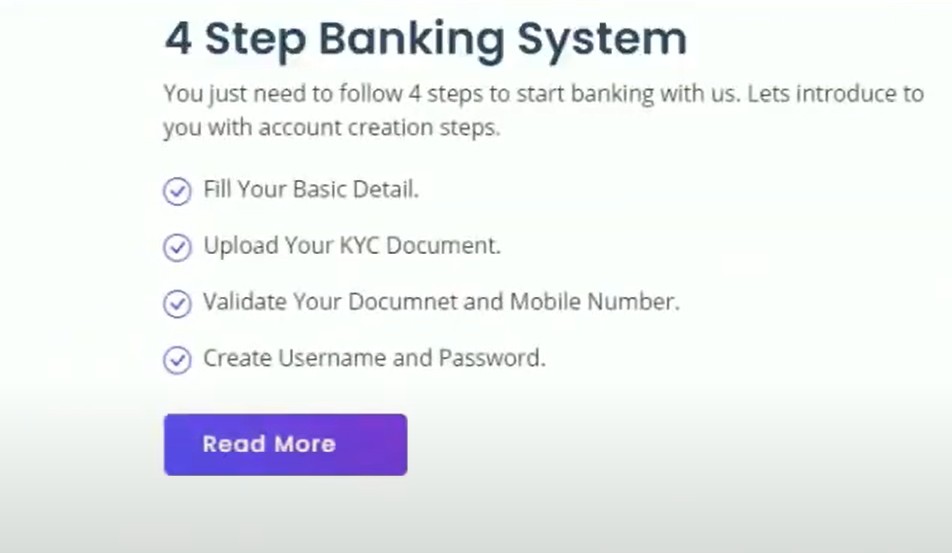 4 Step Banking System
You just need to follow 4 steps to start banking with us. Lets introduce to
you with account creation steps.
Fill Your Basic Detail.
Upload Your KYC Document.
Validate Your Documnet and Mobile Number.
Create Username and Password.
Read More